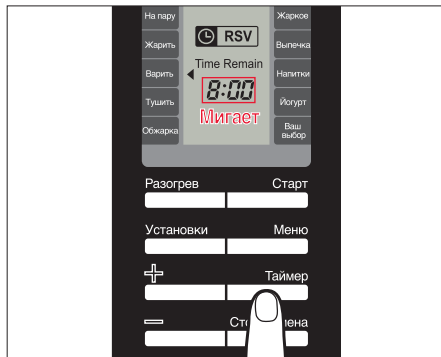 На пару
Жарить
Варить
Тушить
Обжарка
RSV
Time Remain
8:00
Мигает
Жаркое
Выпечка
Напитки
Йогурт
Ваш
выбор
Разогрев Старт
Установки Меню
Таймер